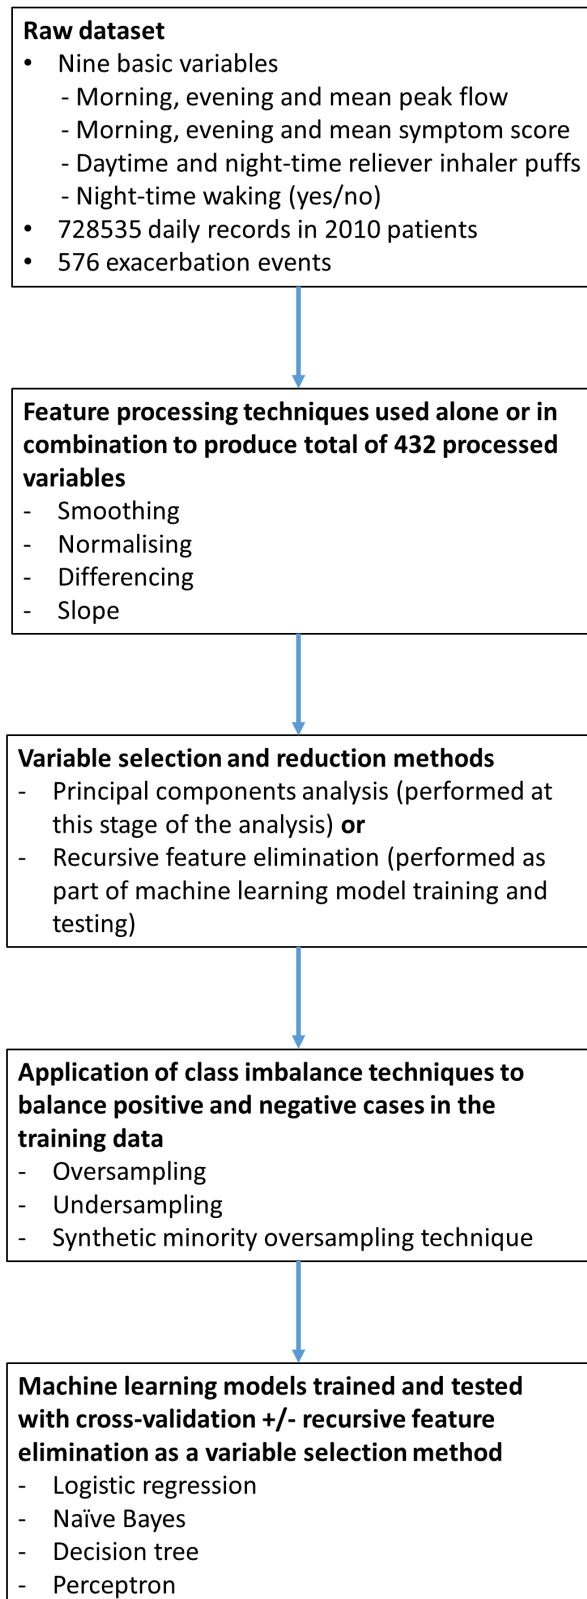 Raw dataset
• Nine basic variables
- Morning, evening and mean peak flow
- Morning, evening and mean symptom score
- Daytime and night-time reliever inhaler puffs
- Night-time waking (yes/no)
• 728535 daily records in 2010 patients
• 576 exacerbation events
Feature processing techniques used alone or in
combination to produce total of 432 processed
variables
- Smoothing
- Normalising
- Differencing
- Slope
Variable selection and reduction methods
- Principal components analysis (performed at
this stage of the analysis) or
- Recursive feature elimination (performed as
part of machine learning model training and
testing)
Application of class imbalance techniques to
balance positive and negative cases in the
training data
- Oversampling
- Undersampling
- Synthetic minority oversampling technique
Machine learning models trained and tested
with cross-validation +/- recursive feature
elimination as a variable selection method
- Logistic regression
- Naïve Bayes
- Decision tree
- Perceptron